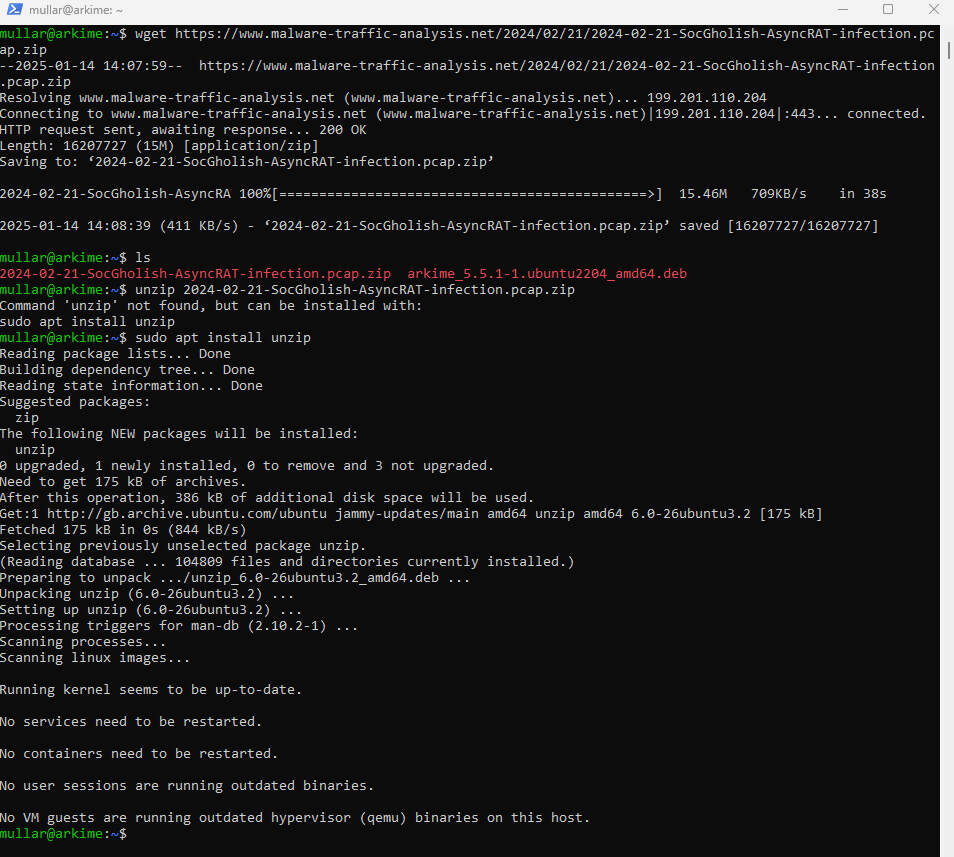 mullar@arkime: ~
mullar@arkime:~$ wget https://www.malware-traffic-analysis.net/2024/02/21/2024-02-21-SocGholish-AsyncRAT-infection.pc
ap.zip
--2025-01-14 14:07:59--  https://www.malware-traffic-analysis.net/2024/02/21/2024-02-21-SocGholish-AsyncRAT-infection
.pcap.zip
Resolving www.malware-traffic-analysis.net (www.malware-traffic-analysis.net)... 199.201.110.204
Connecting to www.malware-traffic-analysis.net (www.malware-traffic-analysis.net)|199.201.110.204|:443... connected.
HTTP request sent, awaiting response... 200 OK
Length: 16207727 (15M) [application/zip]
Saving to: ‘2024-02-21-SocGholish-AsyncRAT-infection.pcap.zip’
2024-02-21-SocGholish-AsyncRA 100%[==============================================>]  15.46M   709KB/s    in 38s
2025-01-14 14:08:39 (411 KB/s) - ‘2024-02-21-SocGholish-AsyncRAT-infection.pcap.zip’ saved [16207727/16207727]
mullar@arkime:~$ ls
2024-02-21-SocGholish-AsyncRAT-infection.pcap.zip  arkime_5.5.1-1.ubuntu2204_amd64.deb
mullar@arkime:~$ unzip 2024-02-21-SocGholish-AsyncRAT-infection.pcap.zip
Command 'unzip' not found, but can be installed with:
sudo apt install unzip
mullar@arkime:~$ sudo apt install unzip
Reading package lists... Done
Building dependency tree... Done
Reading state information... Done
Suggested packages:
  zip
The following NEW packages will be installed:
  unzip
0 upgraded, 1 newly installed, 0 to remove and 3 not upgraded.
Need to get 175 kB of archives.
After this operation, 386 kB of additional disk space will be used.
Get:1 http://gb.archive.ubuntu.com/ubuntu jammy-updates/main amd64 unzip amd64 6.0-26ubuntu3.2 [175 kB]
Fetched 175 kB in 0s (844 kB/s)
Selecting previously unselected package unzip.
(Reading database ... 104809 files and directories currently installed.)
Preparing to unpack .../unzip_6.0-26ubuntu3.2_amd64.deb ...
Unpacking unzip (6.0-26ubuntu3.2) ...
Setting up unzip (6.0-26ubuntu3.2) ...
Processing triggers for man-db (2.10.2-1) ...
Scanning processes...
Scanning linux images...
Running kernel seems to be up-to-date.
No services need to be restarted.
No containers need to be restarted.
No user sessions are running outdated binaries.
No VM guests are running outdated hypervisor (qemu) binaries on this host.
mullar@arkime:~$